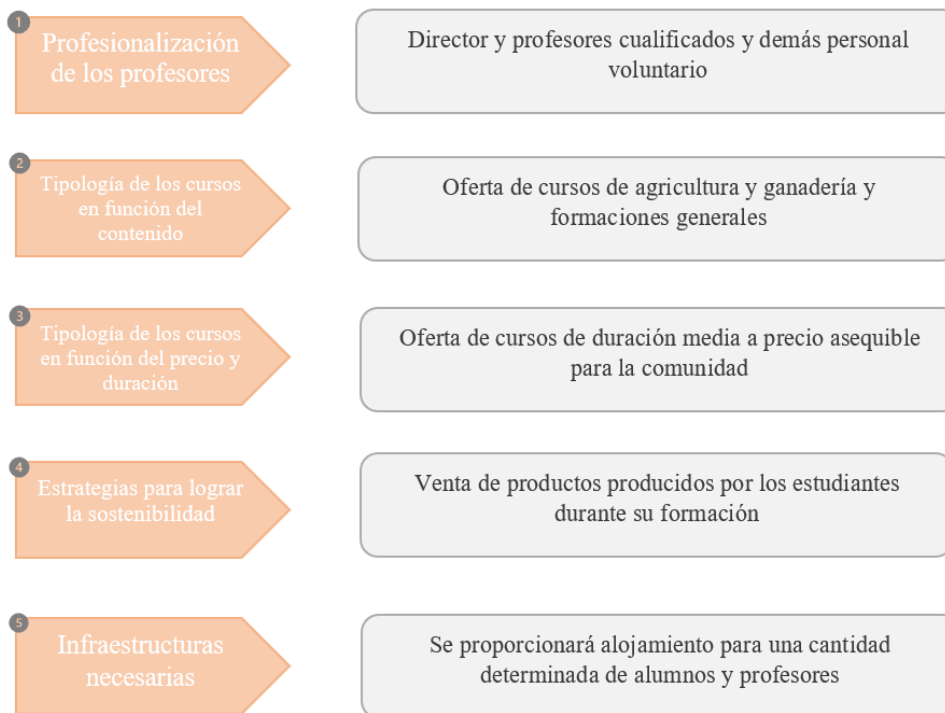 1
Profesionalización
de los profesores
Director y profesores cualificados y demás personal
voluntario
2
Tipología de los cursos
en función del
contenido
Oferta de cursos de agricultura y ganadería y
formaciones generales
3
Tipología de los cursos
en función del precio y
duración
Oferta de cursos de duración media a precio asequible
para la comunidad
4
Estrategias para lograr
la sostenibilidad
Venta de productos producidos por los estudiantes
durante su formación
5
Infraestructuras
necesarias
Se proporcionará alojamiento para una cantidad
determinada de alumnos y profesores